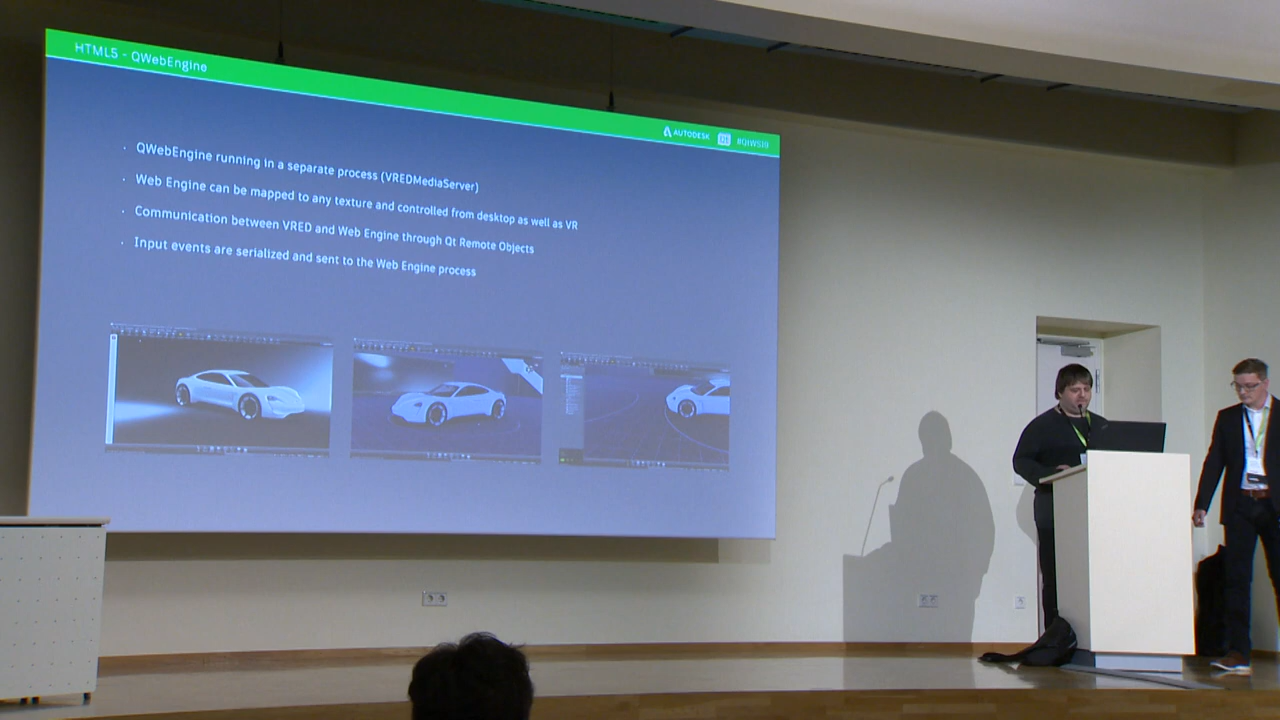 HTML5 - QWebEngine
AUTODESK
· QWebEngine running in a separate process (VREDMediaServer)
· Web Engine can be mapped to any texture and controlled from desktop as well as VR
· Communication between VRED and Web Engine through Qt Remote Objects
· Input events are serialized and sent to the Web Engine process